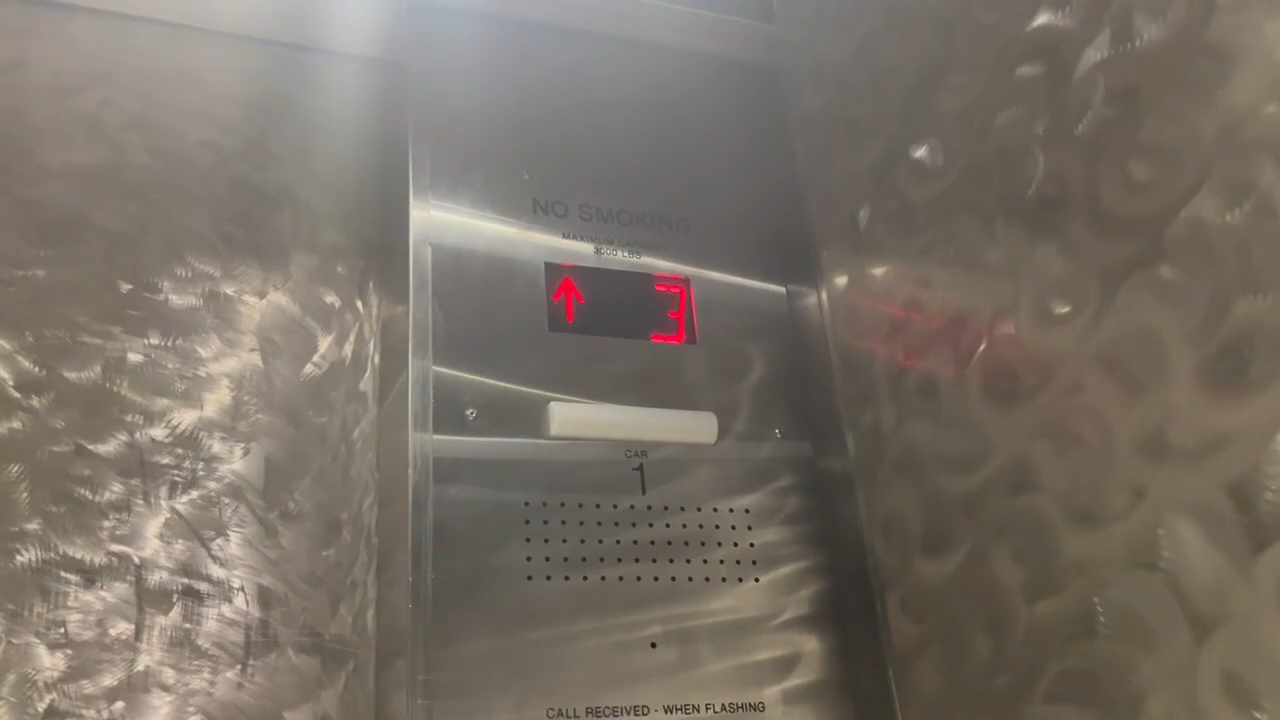 NO SMOKING
MAXIMUM CAPACITY
3000 LBS
↑ 3
CAR
1
CALL RECEIVED - WHEN FLASHING